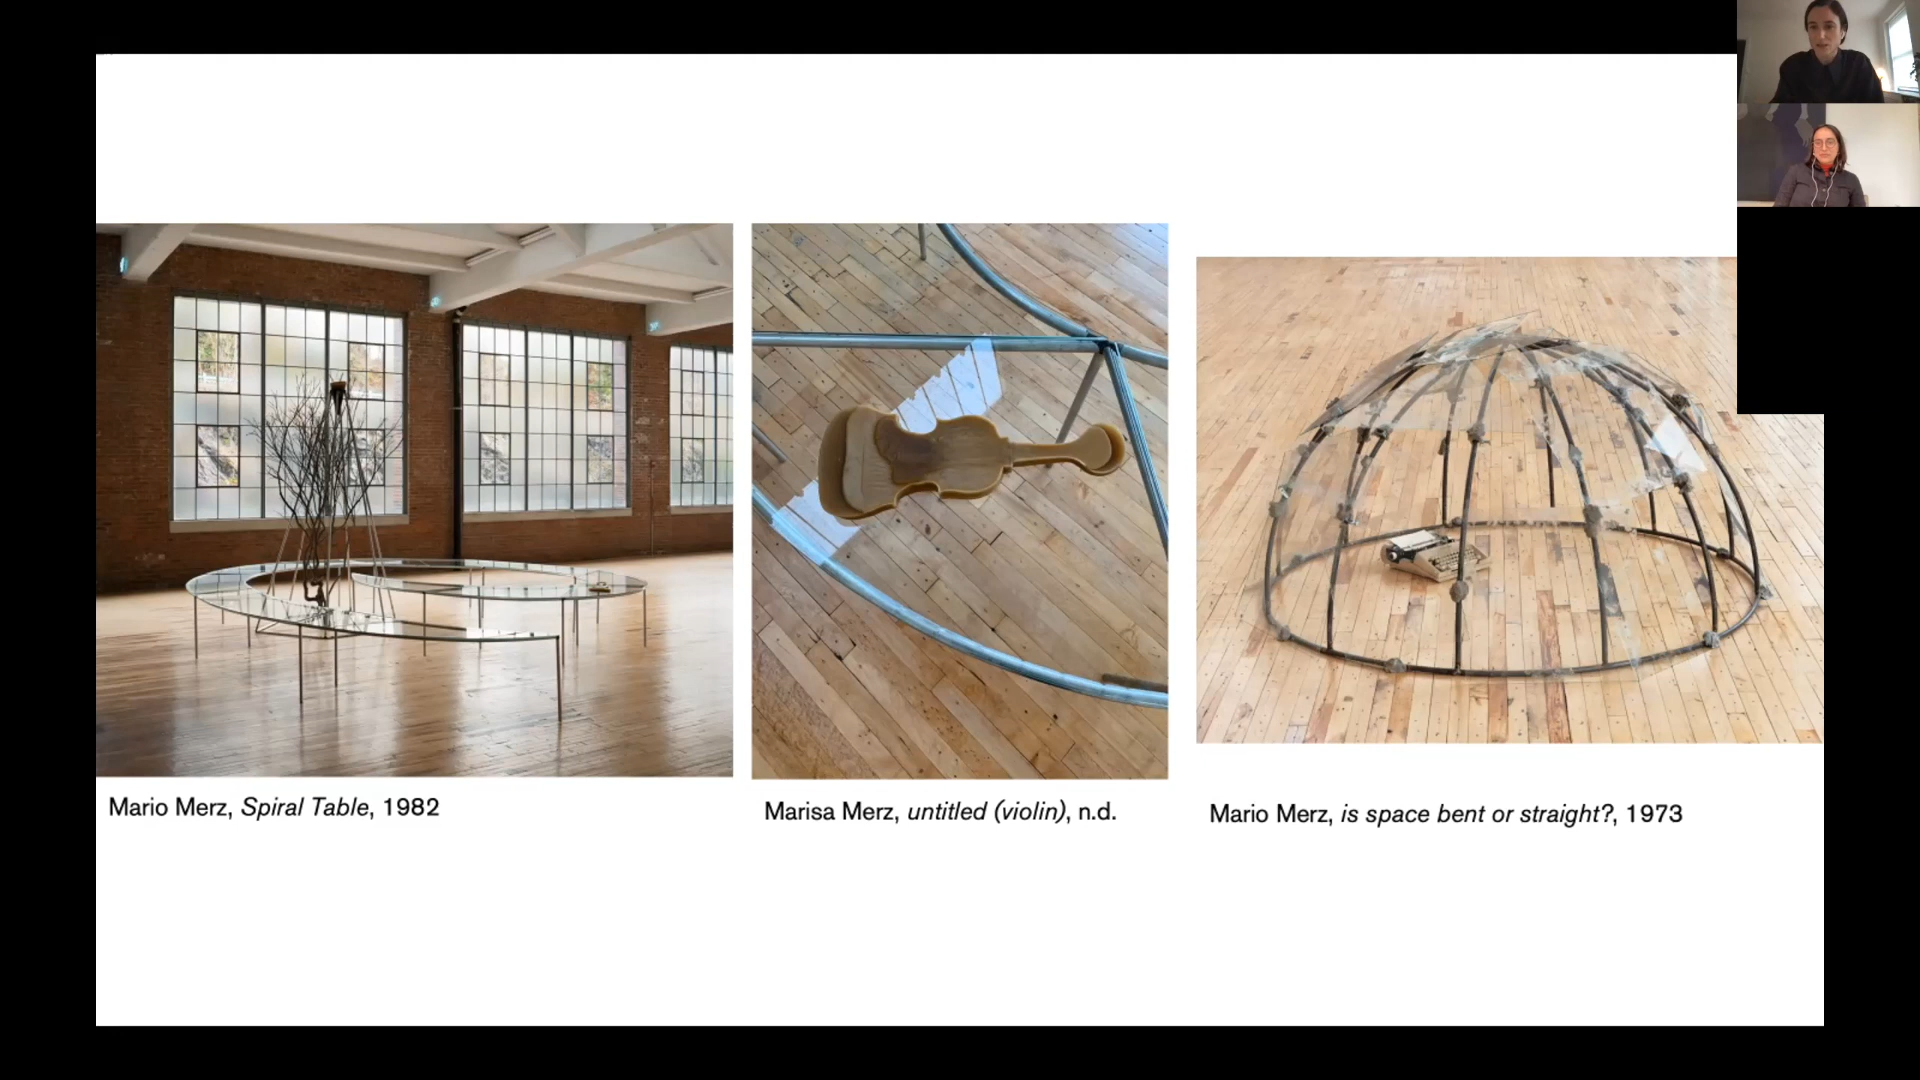 Mario Merz, Spiral Table, 1982
Marisa Merz, untitled (violin), n.d.
Mario Merz, is space bent or straight?, 1973